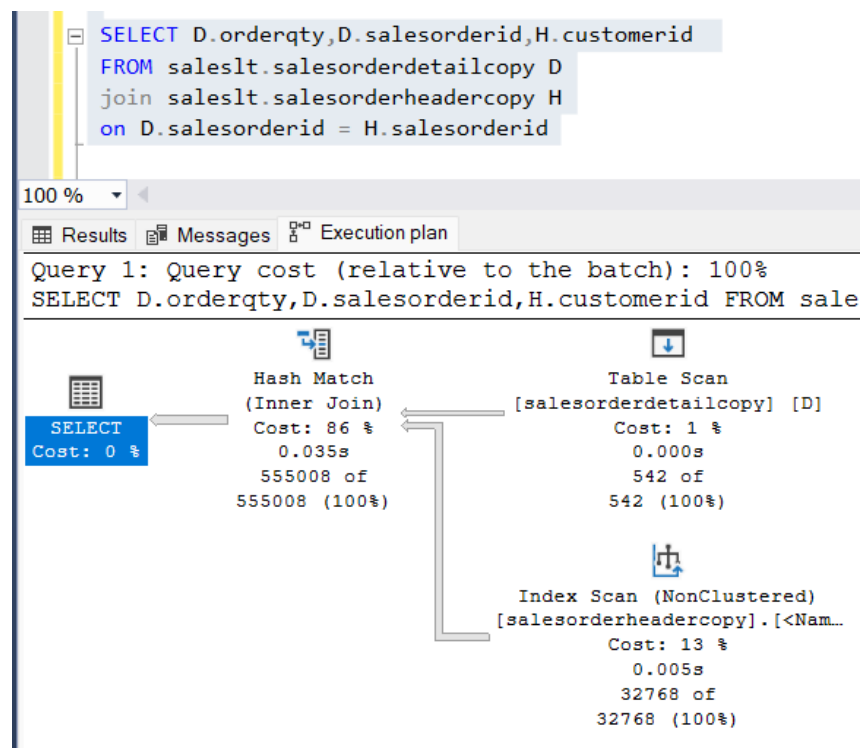 SELECT D.orderqty,D.salesorderid,H.customerid
FROM saleslt.salesorderdetailcopy D
join saleslt.salesorderheadercopy H
on D.salesorderid = H.salesorderid
100 %
Results Messages Execution plan
Query 1: Query cost (relative to the batch): 100%
SELECT D.orderqty,D.salesorderid,H.customerid FROM sale
SELECT
Cost: 0 %
Hash Match
(Inner Join)
Cost: 86 %
0.035s
555008 of
555008 (100%)
Table Scan
[salesorderdetailcopy] [D]
Cost: 1 %
0.000s
542 of
542 (100%)
Index Scan (NonClustered)
[salesorderheadercopy].[<Nam…
Cost: 13 %
0.005s
32768 of
32768 (100%)